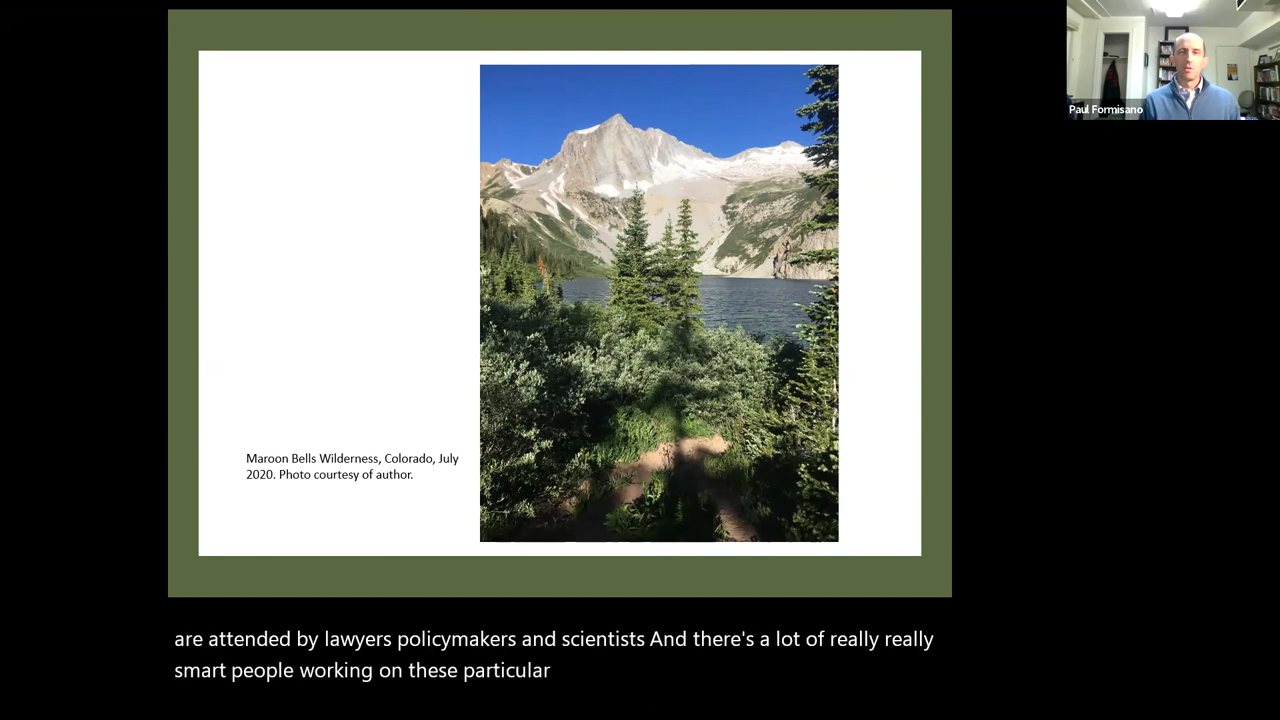 Paul Formisano
Maroon Bells Wilderness, Colorado, July
2020. Photo courtesy of author.
are attended by lawyers policymakers and scientists And there's a lot of really really
smart people working on these particular